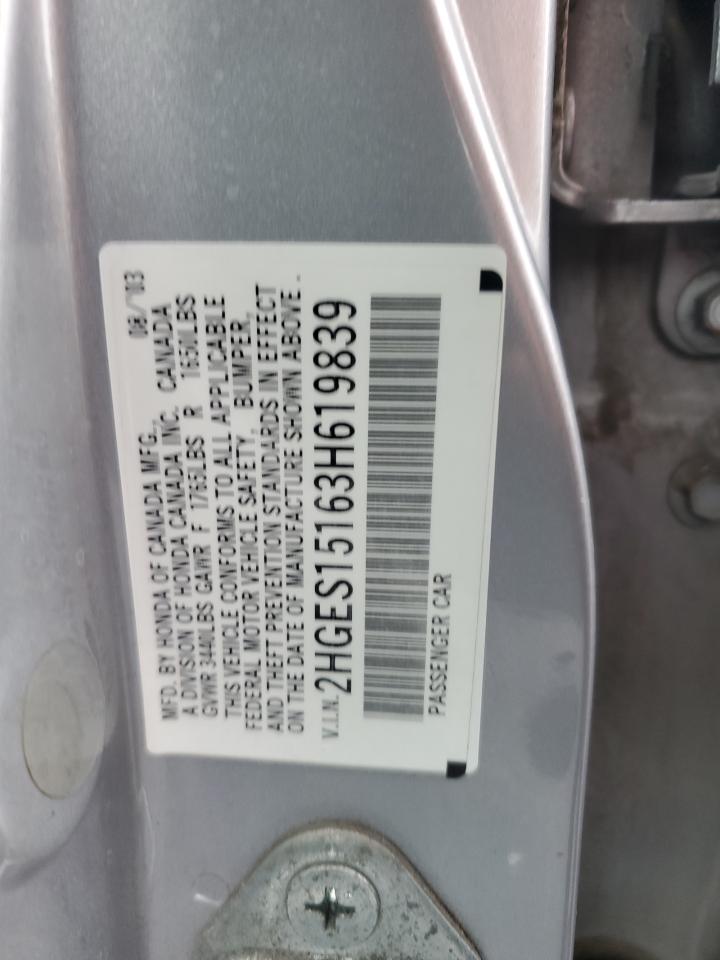 MFD. BY HONDA OF CANADA MFG., 08/'03
A DIVISION OF HONDA CANADA INC. CANADA
GVWR 3440LBS GAWR F 1765LBS R 1650LBS
THIS VEHICLE CONFORMS TO ALL APPLICABLE
FEDERAL MOTOR VEHICLE SAFETY, BUMPER,
AND THEFT PREVENTION STANDARDS IN EFFECT
ON THE DATE OF MANUFACTURE SHOWN ABOVE.
V.I.N. 2HGES15163H619839
PASSENGER CAR